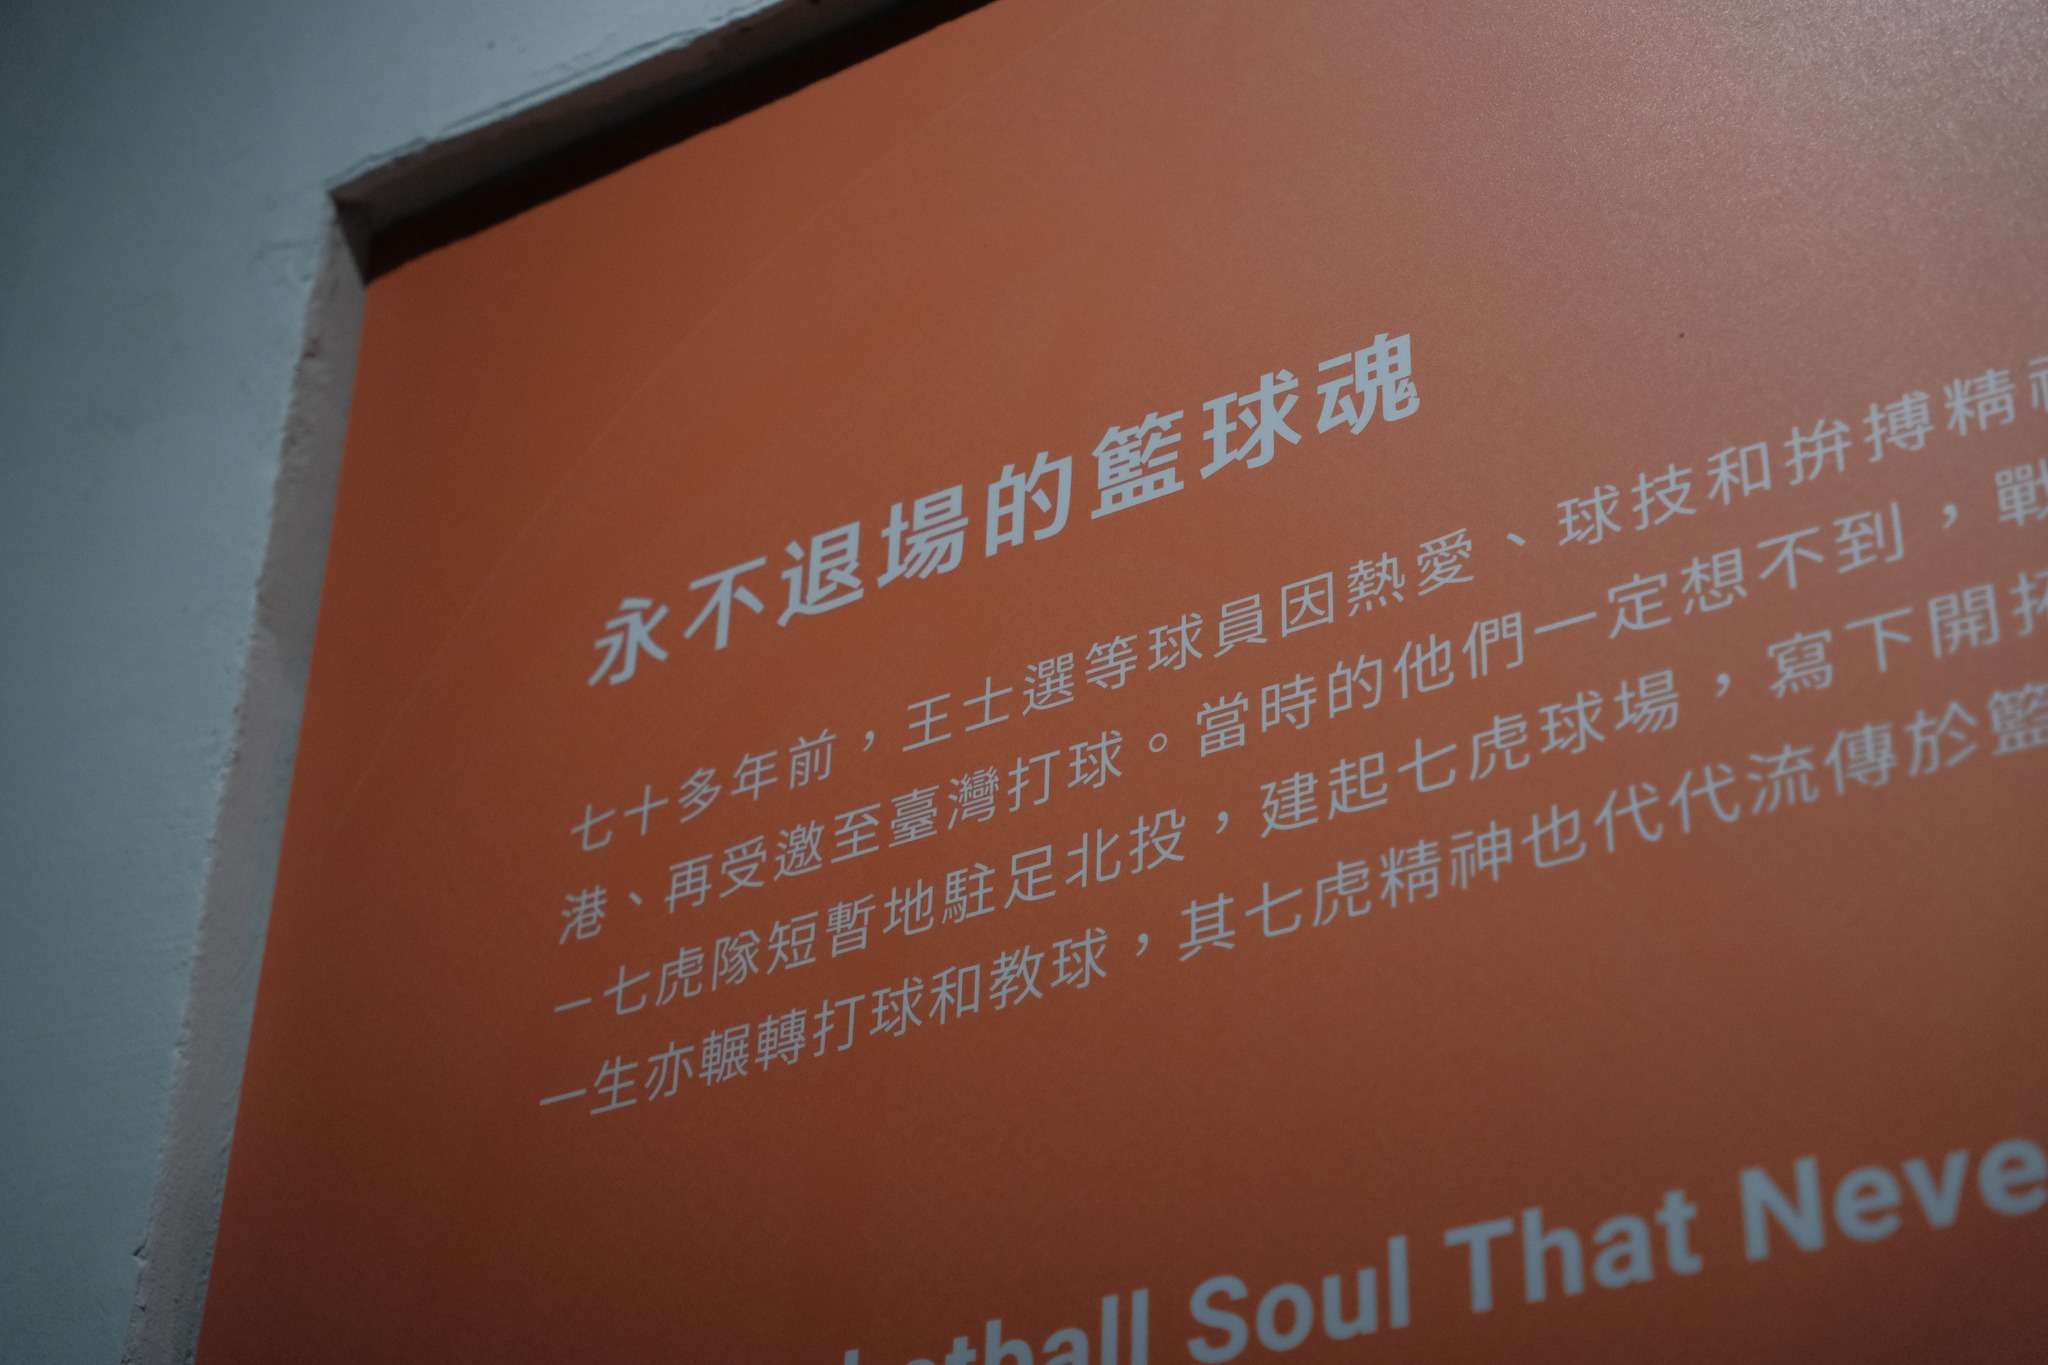 永不退場的籃球魂
七十多年前，王士選等球員因熱愛、球技和拚搏精
港、再受邀至臺灣打球。當時的他們一定想不到，戰
一七虎隊短暫地駐足北投，建起七虎球場，寫下開拓
一生亦輾轉打球和教球，其七虎精神也代代流傳於籃
Soul That Neve